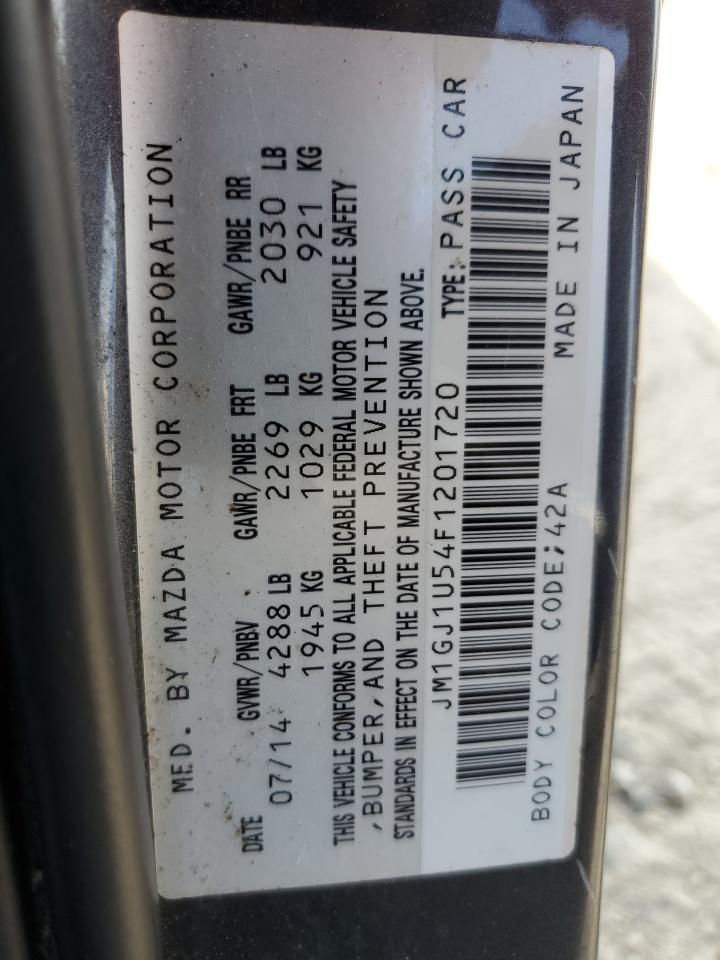 MED. BY MAZDA MOTOR CORPORATION
DATE GVWR/PNBV GAWR/PNBE FRT GAWR/PNBE RR
07/14 4288 LB 2269 LB 2030 LB
1945 KG 1029 KG 921 KG
THIS VEHICLE CONFORMS TO ALL APPLICABLE FEDERAL MOTOR VEHICLE SAFETY
,BUMPER,AND THEFT PREVENTION
STANDARDS IN EFFECT ON THE DATE OF MANUFACTURE SHOWN ABOVE.
JM1GJ1U54F1201720 TYPE: PASS CAR
BODY COLOR CODE;42A MADE IN JAPAN